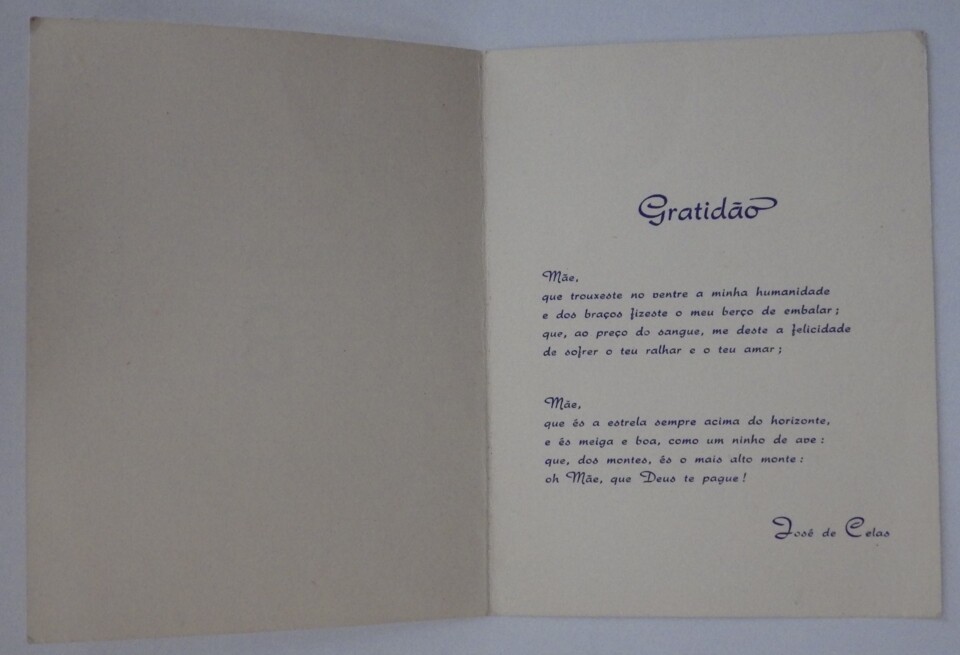 Gratidão
Mãe,
que trouxeste no ventre a minha humanidade
e dos braços fizeste o meu berço de embalar;
que, ao preço do sangue, me deste a felicidade
de sofrer o teu ralhar e o teu amar;
Mãe,
que és a estrela sempre acima do horizonte,
e és meiga e boa, como um ninho de ave:
que, dos montes, és o mais alto monte:
oh Mãe, que Deus te pague!
José de Celas